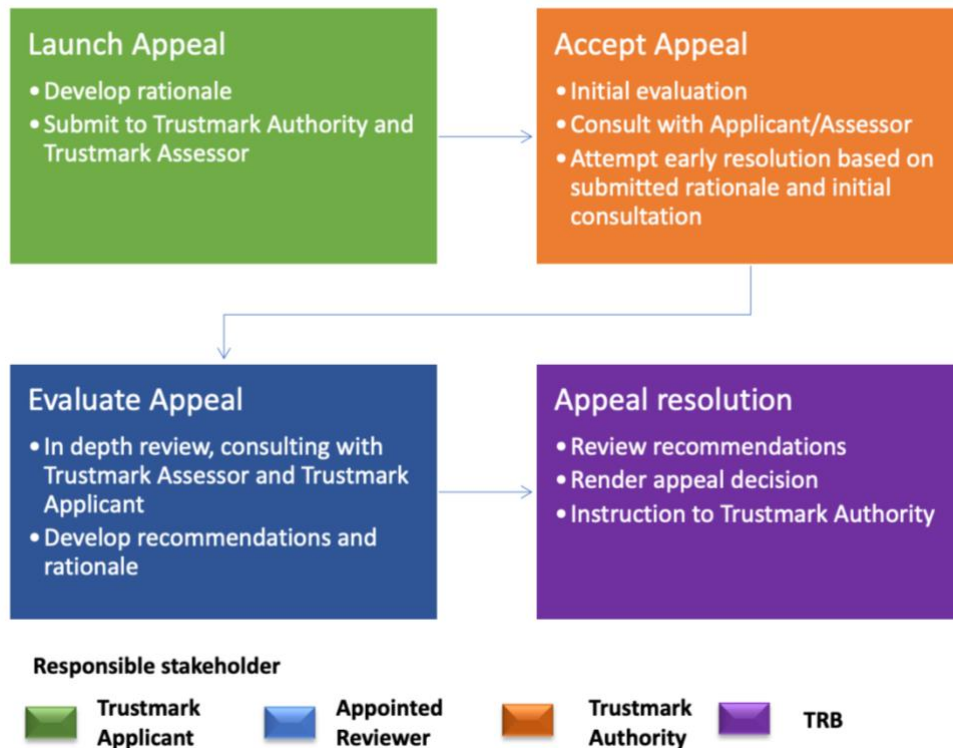 Launch Appeal
• Develop rationale
• Submit to Trustmark Authority and
Trustmark Assessor
Accept Appeal
• Initial evaluation
• Consult with Applicant/Assessor
• Attempt early resolution based on
submitted rationale and initial
consultation
Evaluate Appeal
• In depth review, consulting with
Trustmark Assessor and Trustmark
Applicant
• Develop recommendations and
rationale
Appeal resolution
• Review recommendations
• Render appeal decision
• Instruction to Trustmark Authority
Responsible stakeholder
Trustmark
Applicant
Appointed
Reviewer
Trustmark
Authority
TRB